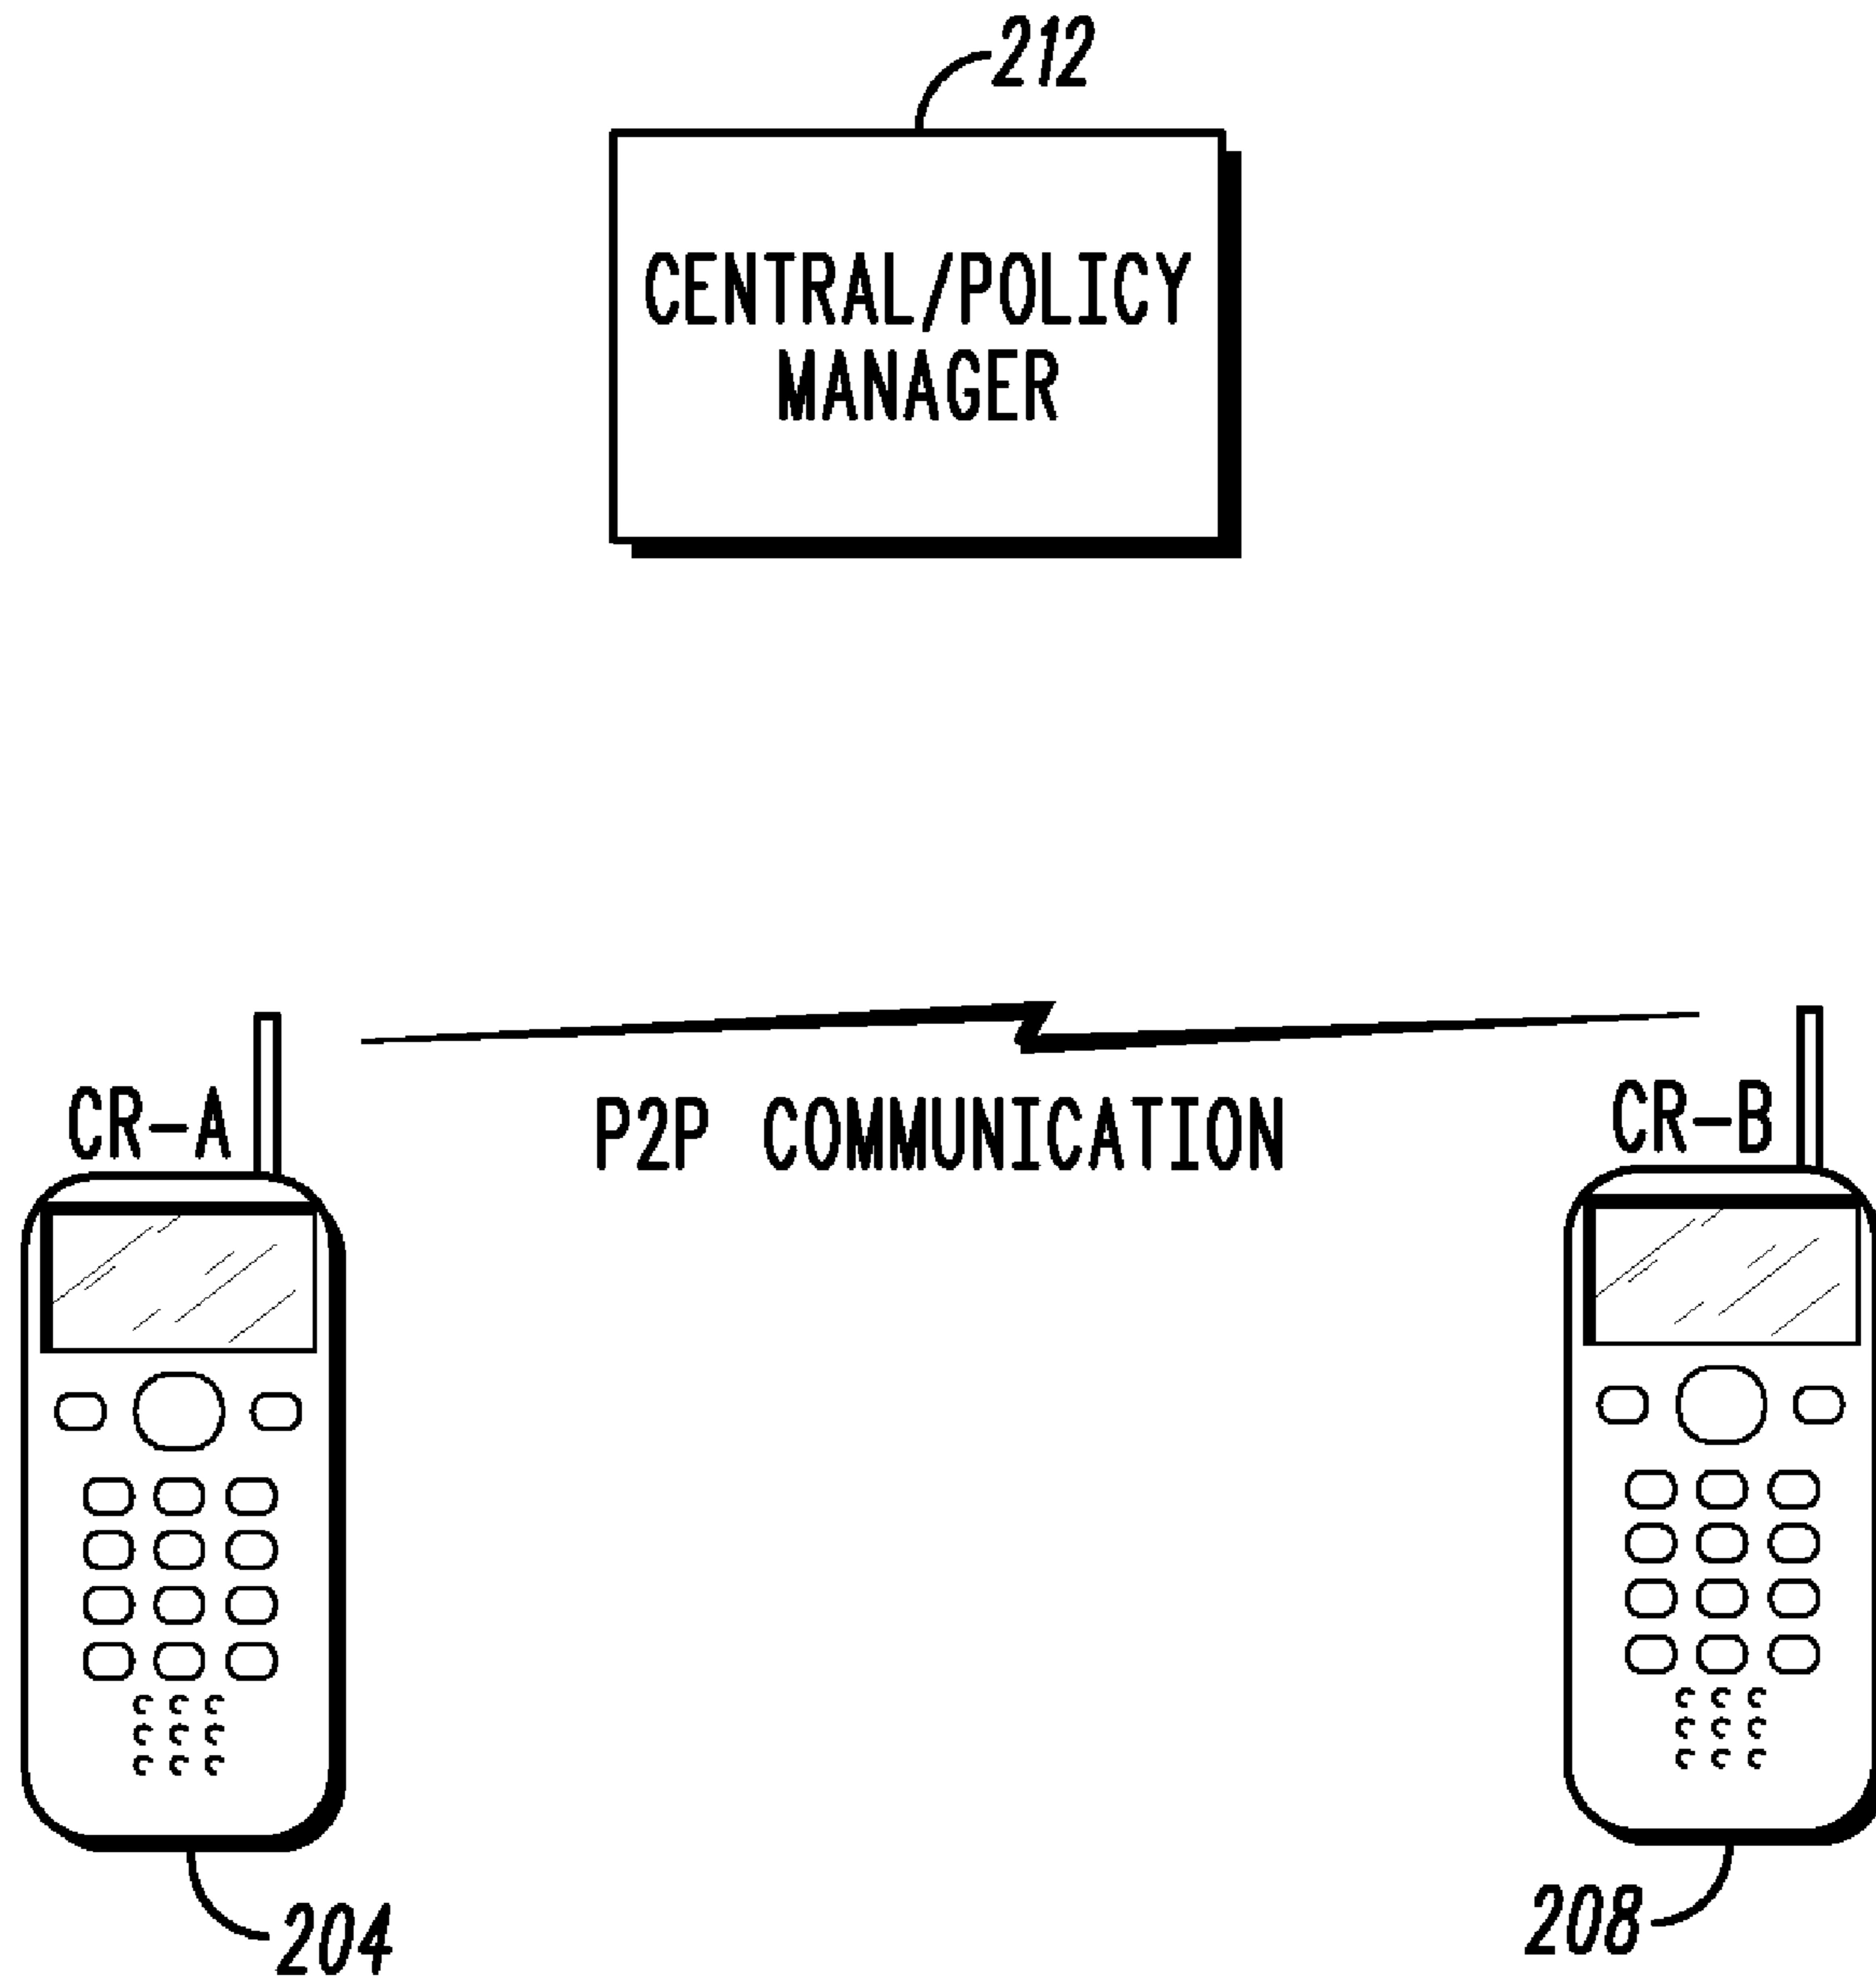 212
CENTRAL/POLICY
MANAGER
CR-A
P2P COMMUNICATION
CR-B
204
208